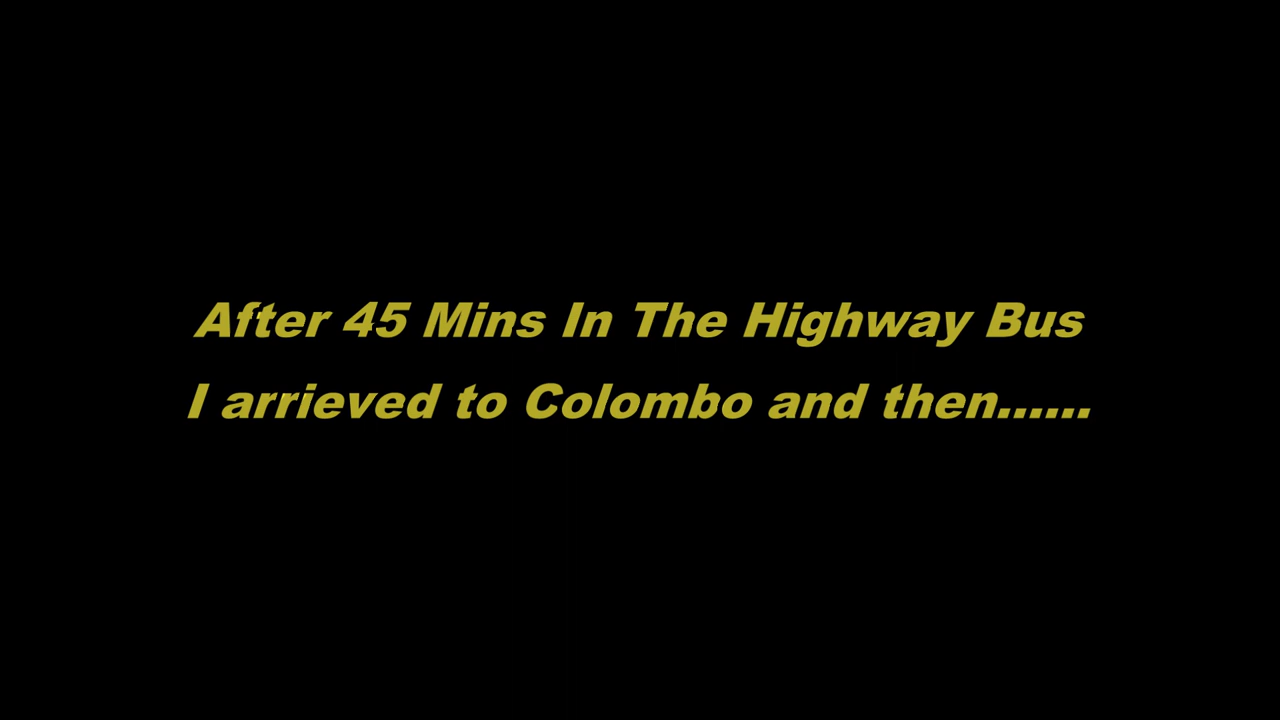 After 45 Mins In The Highway Bus
I arrieved to Colombo and then......